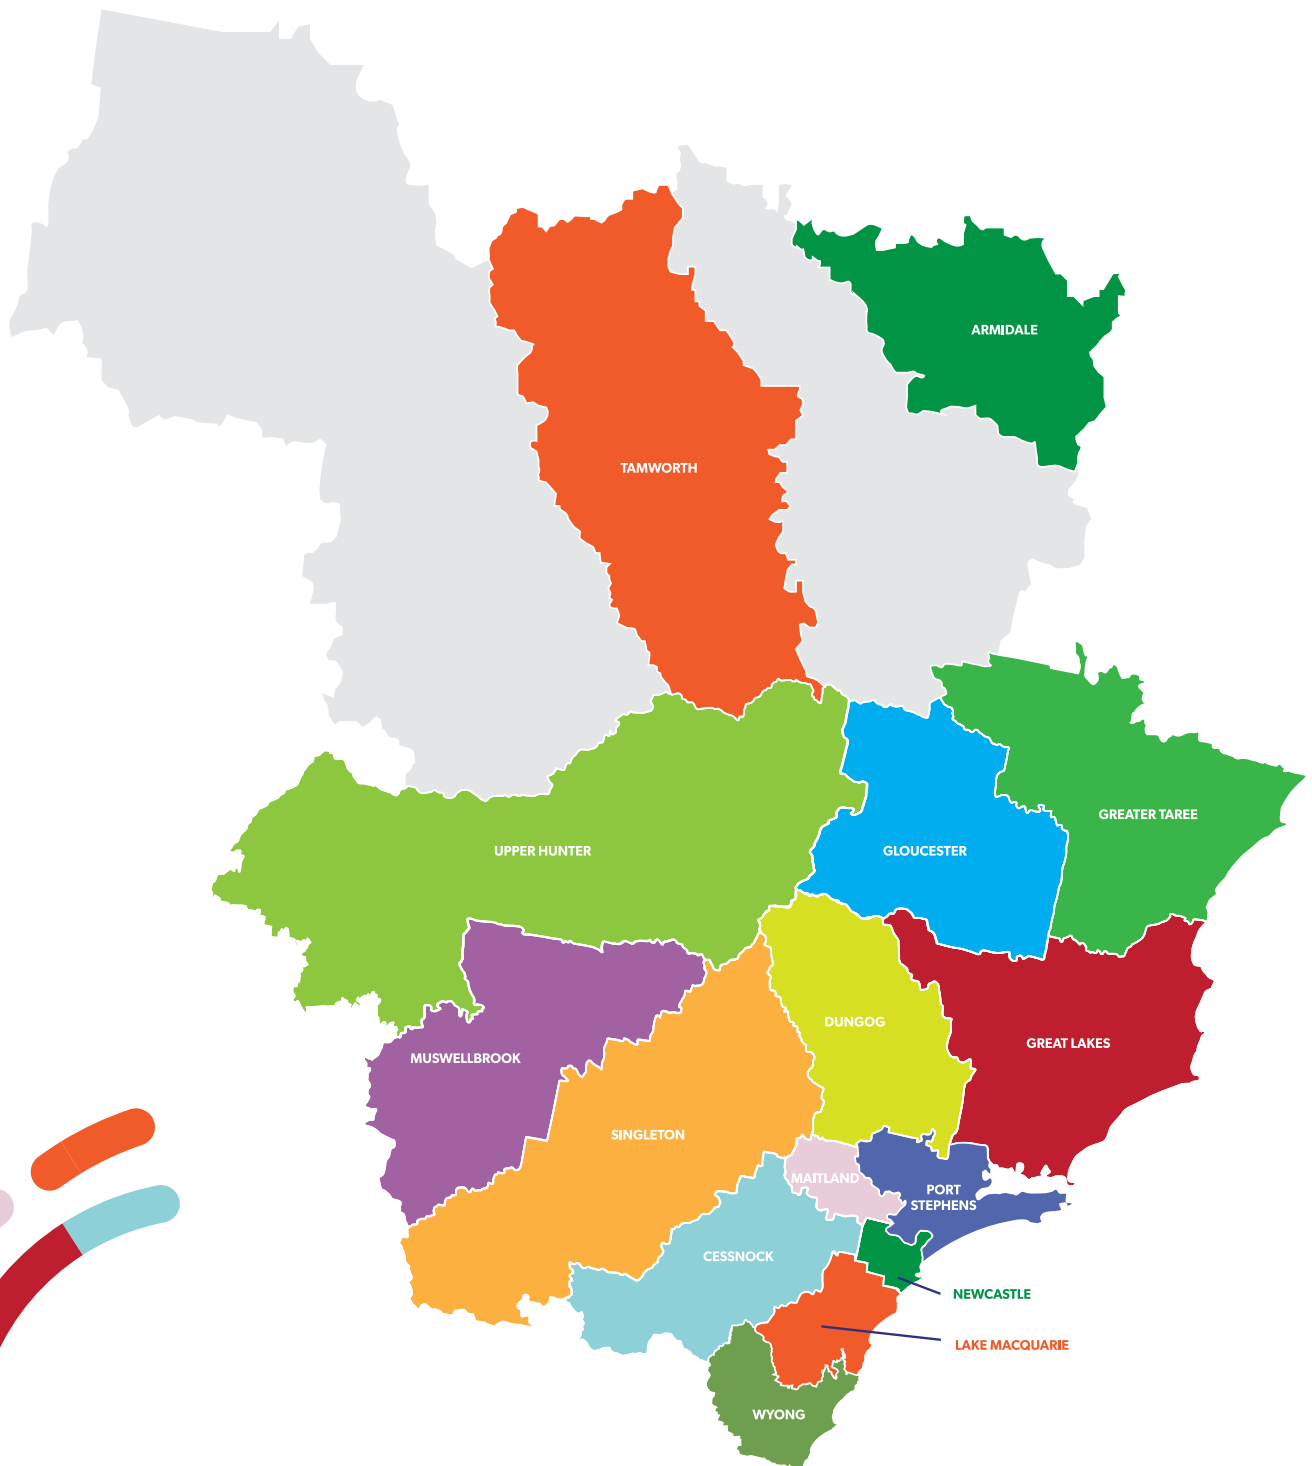 ARMIDALE
TAMWORTH
GREATER TAREE
UPPER HUNTER
GLOUCESTER
DUNGOG
GREAT LAKES
MUSWELLBROOK
SINGLETON
MAITLAND
PORT
STEPHENS
CESSNOCK
NEWCASTLE
LAKE MACQUARIE
WYONG